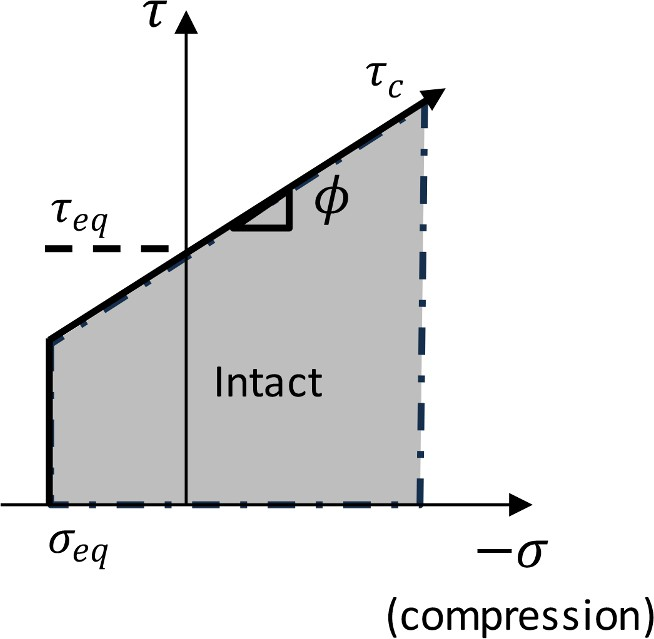 τ
τ_c
ϕ
τ_eq
Intact
σ_eq
−σ
(compression)